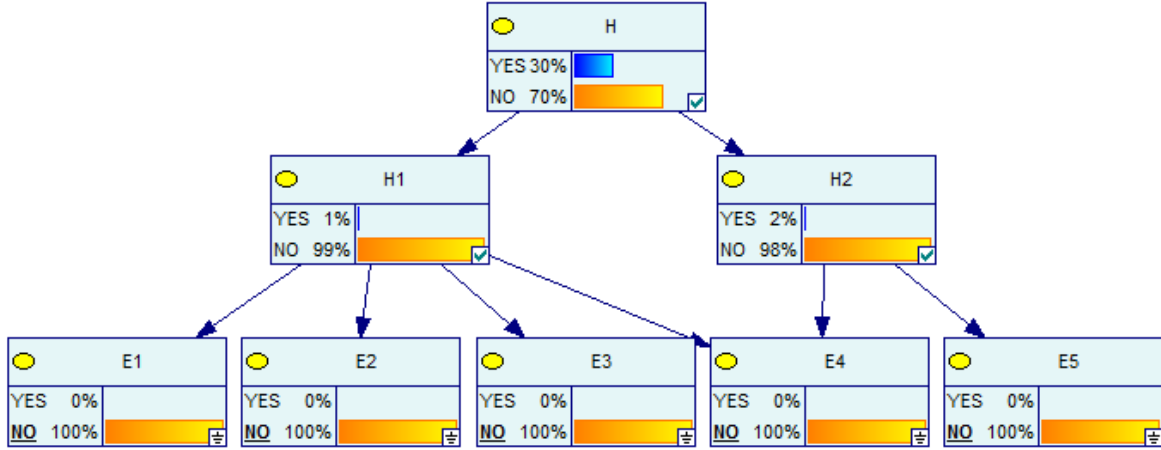 H
YES 30%
NO 70%
H1
YES 1%
NO 99%
H2
YES 2%
NO 98%
E1
YES 0%
NO 100%
E2
YES 0%
NO 100%
E3
YES 0%
NO 100%
E4
YES 0%
NO 100%
E5
YES 0%
NO 100%